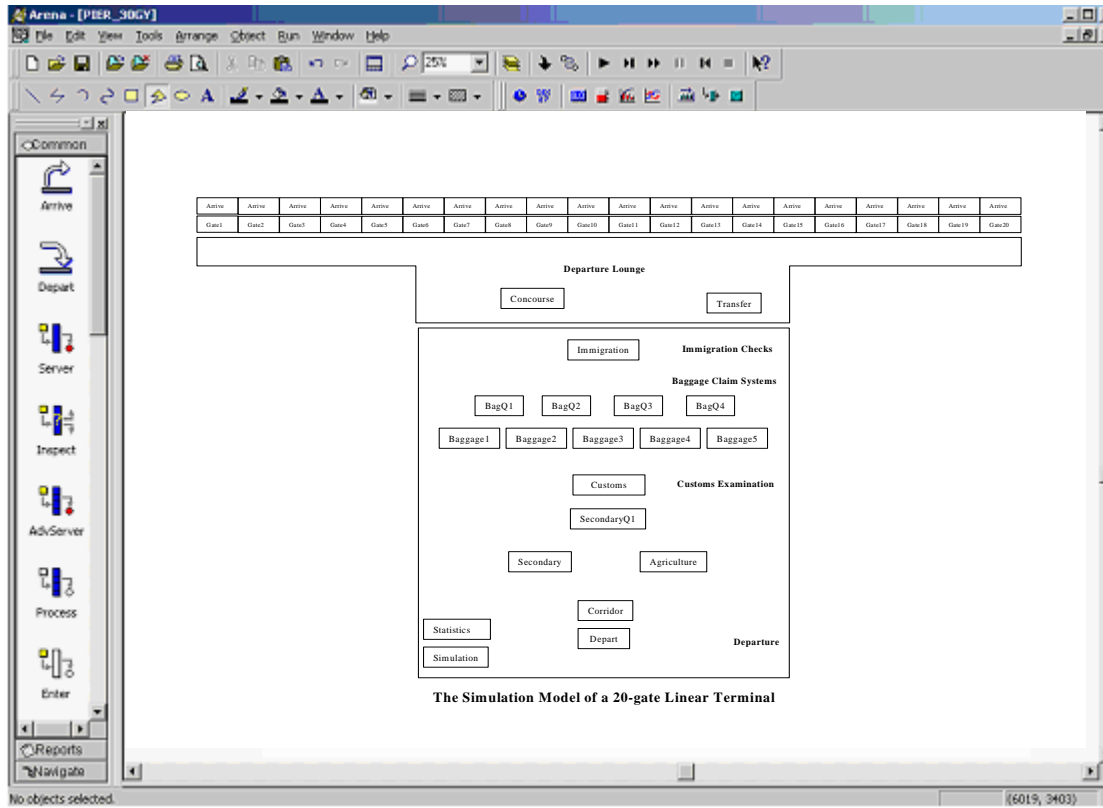 Arena - [PIER_30GY]
File Edit View Tools Arrange Object Run Window Help
25%
A A
Common
Arrive
Depart
Server
Inspect
AdvServer
Process
Enter
Reports
Navigate
Arrive Arrive Arrive Arrive Arrive Arrive Arrive Arrive Arrive Arrive Arrive Arrive Arrive Arrive Arrive Arrive Arrive Arrive Arrive Arrive
Gate1 Gate2 Gate3 Gate4 Gate5 Gate6 Gate7 Gate8 Gate9 Gate10 Gate11 Gate12 Gate13 Gate14 Gate15 Gate16 Gate17 Gate18 Gate19 Gate20
Departure Lounge
Concourse Transfer
Immigration Immigration Checks
Baggage Claim Systems
BagQ1 BagQ2 BagQ3 BagQ4
Baggage1 Baggage2 Baggage3 Baggage4 Baggage5
Customs Customs Examination
SecondaryQ1
Secondary Agriculture
Corridor
Statistics
Depart Departure
Simulation
The Simulation Model of a 20-gate Linear Terminal
No objects selected. (6019, 3403)